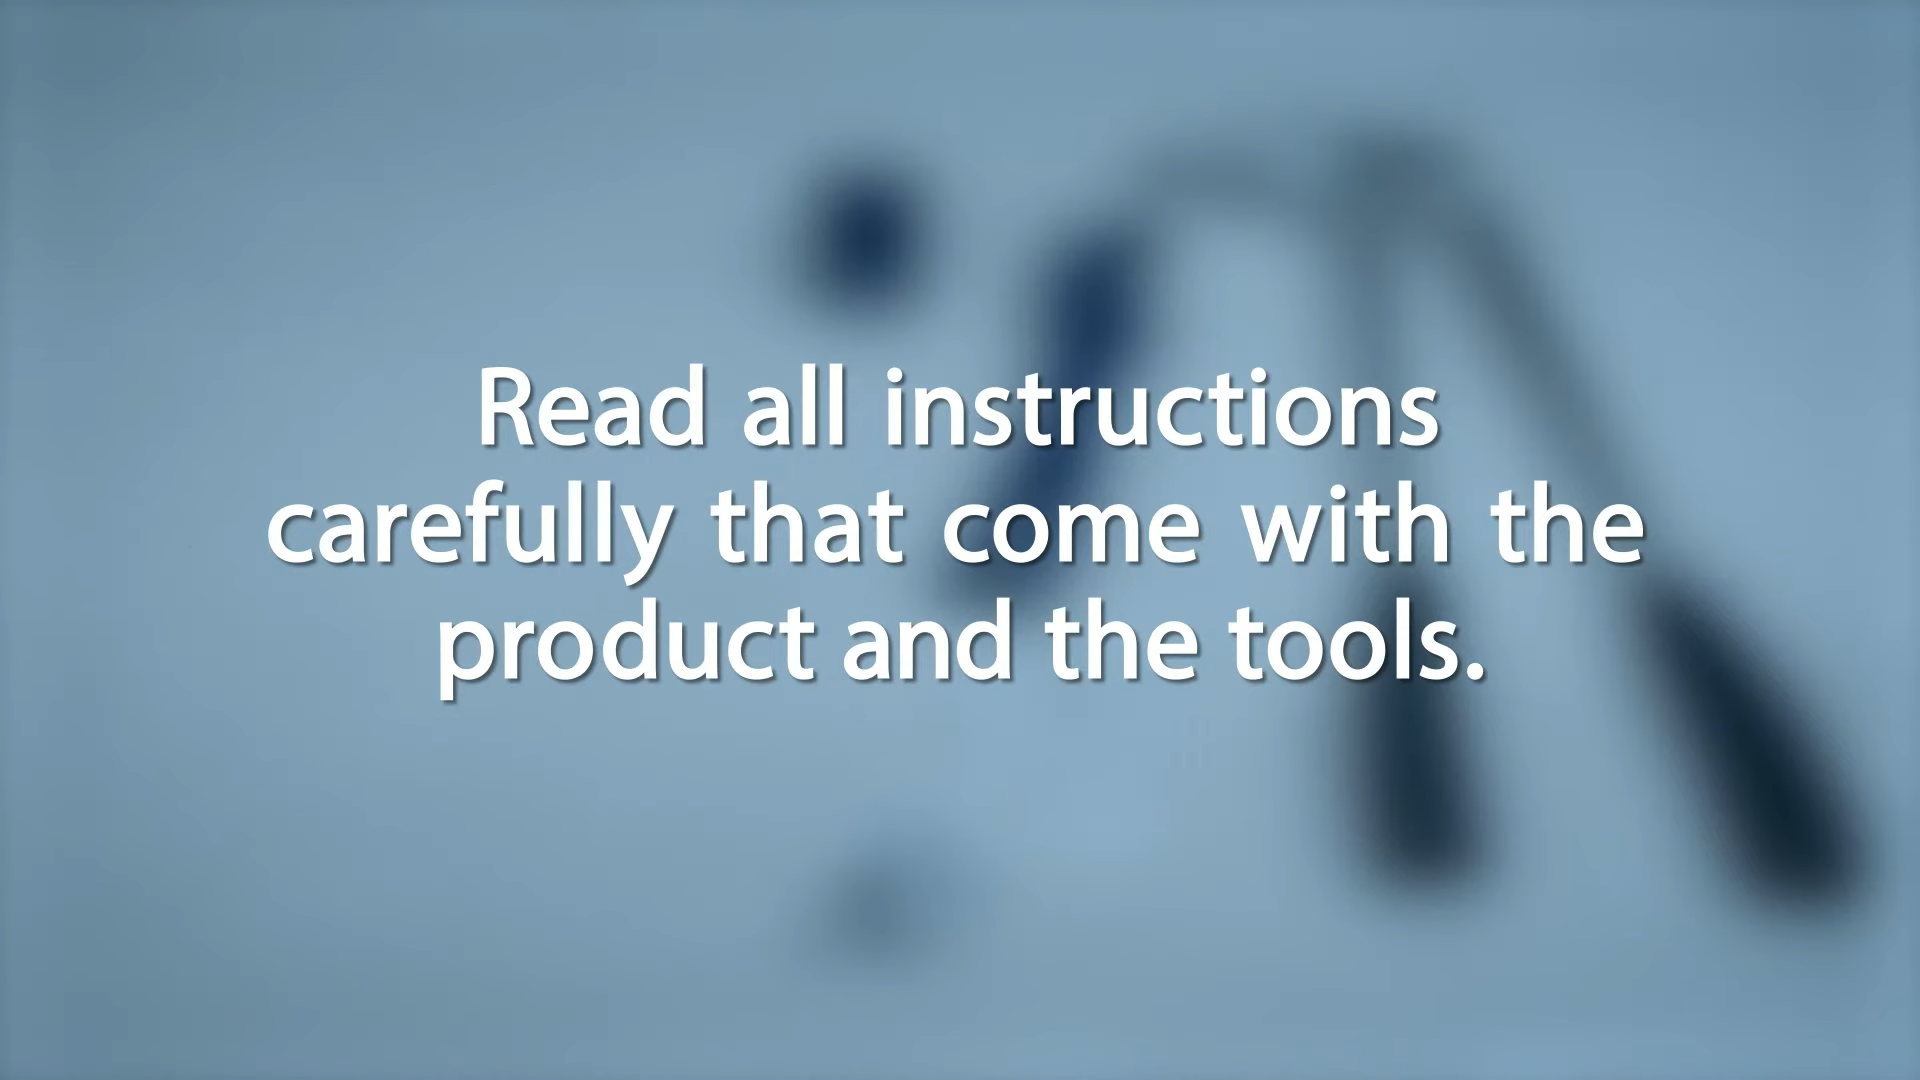 Read all instructions
carefully that come with the
product and the tools.